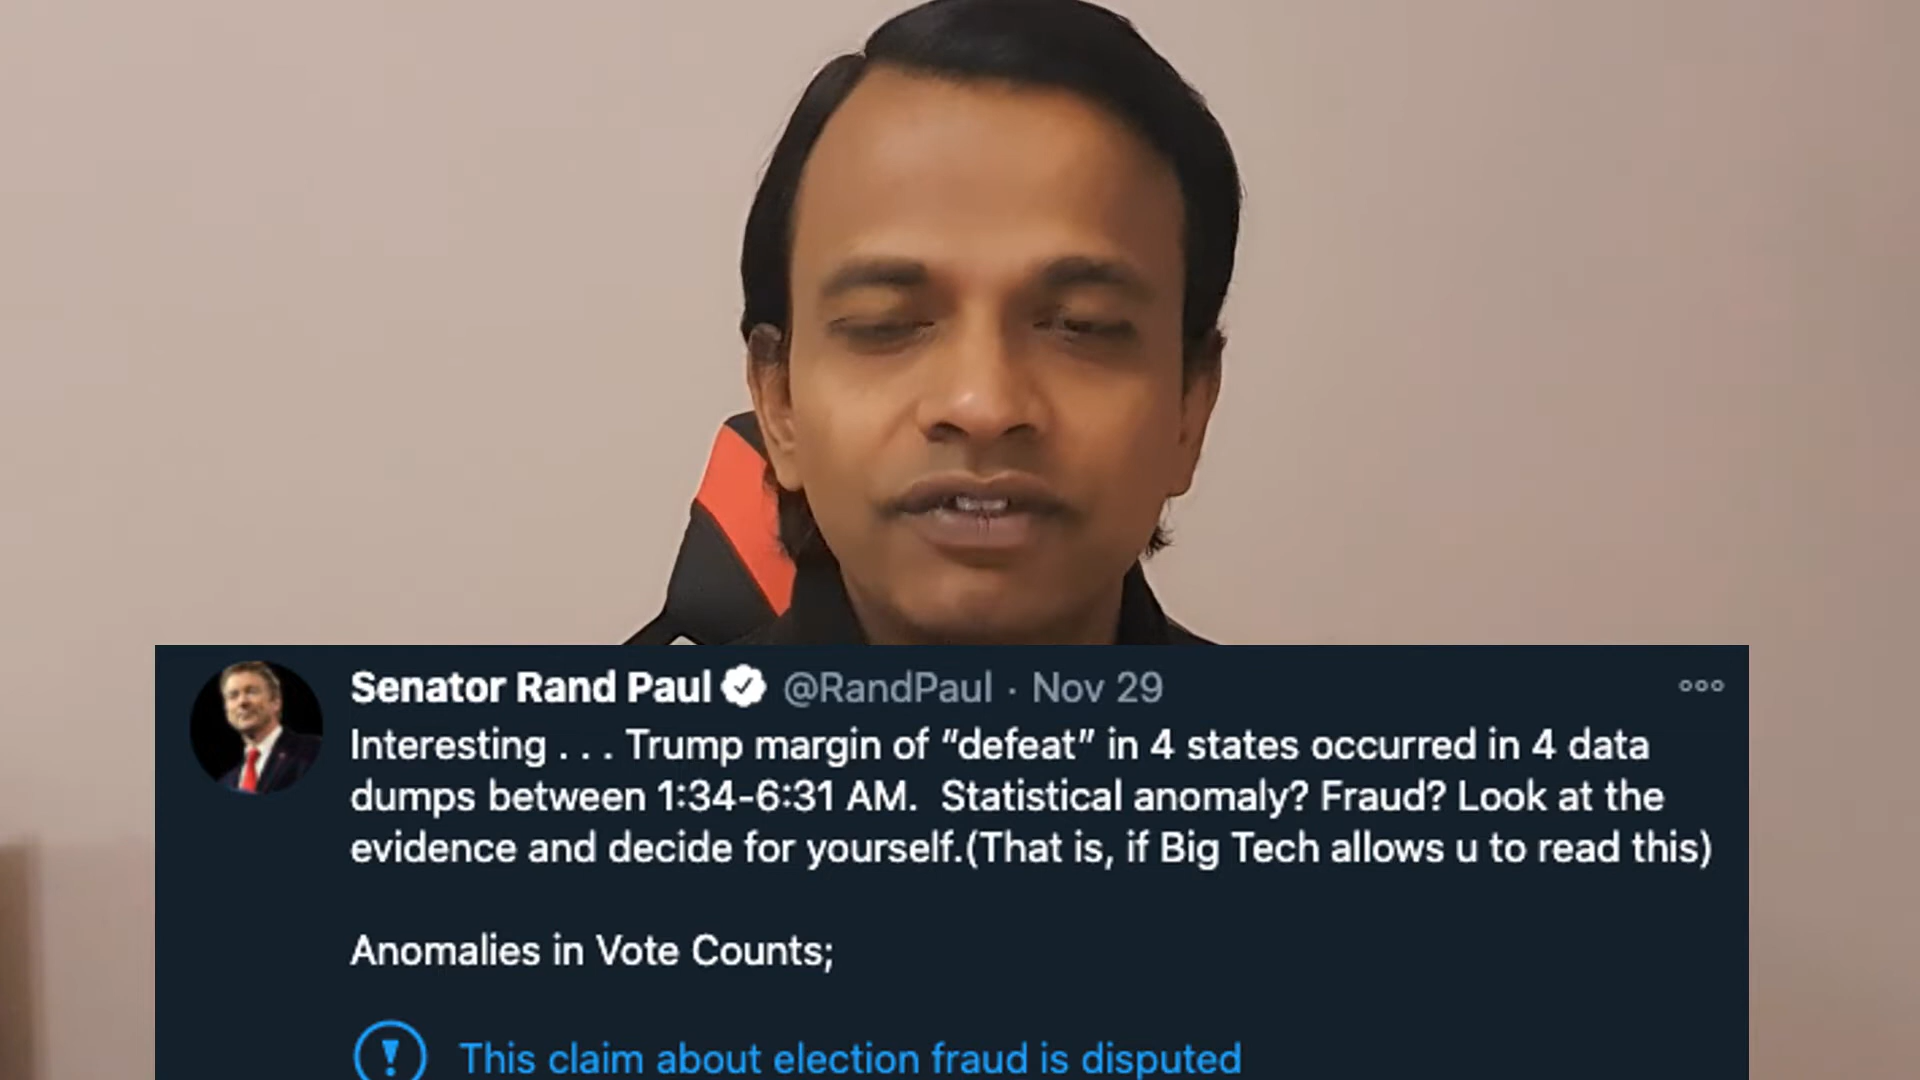 Senator Rand Paul @RandPaul · Nov 29
Interesting . . . Trump margin of “defeat” in 4 states occurred in 4 data
dumps between 1:34-6:31 AM.  Statistical anomaly? Fraud? Look at the
evidence and decide for yourself.(That is, if Big Tech allows u to read this)
Anomalies in Vote Counts;
This claim about election fraud is disputed